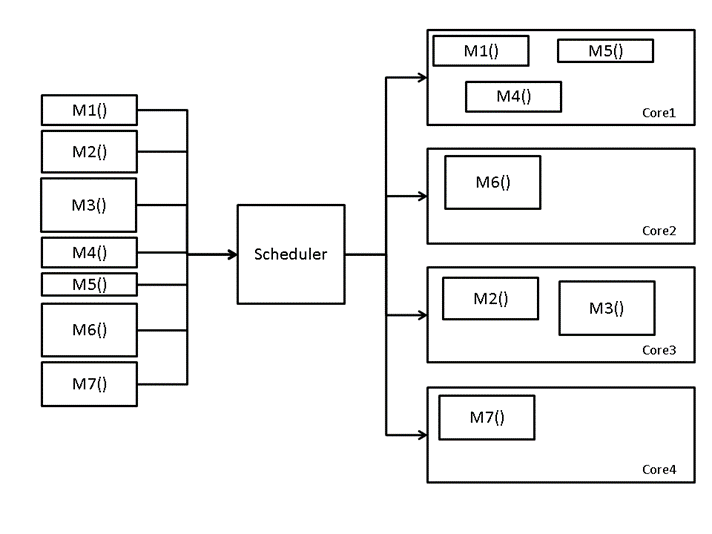 M1()
M2()
M3()
M4()
M5()
M6()
M7()
Scheduler
M1()
M5()
M4()
Core1
M6()
Core2
M2()
M3()
Core3
M7()
Core4